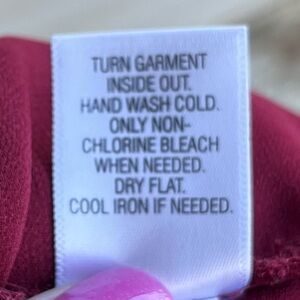 TURN GARMENT
INSIDE OUT.
HAND WASH COLD.
ONLY NON-
CHLORINE BLEACH
WHEN NEEDED.
DRY FLAT.
COOL IRON IF NEEDED.